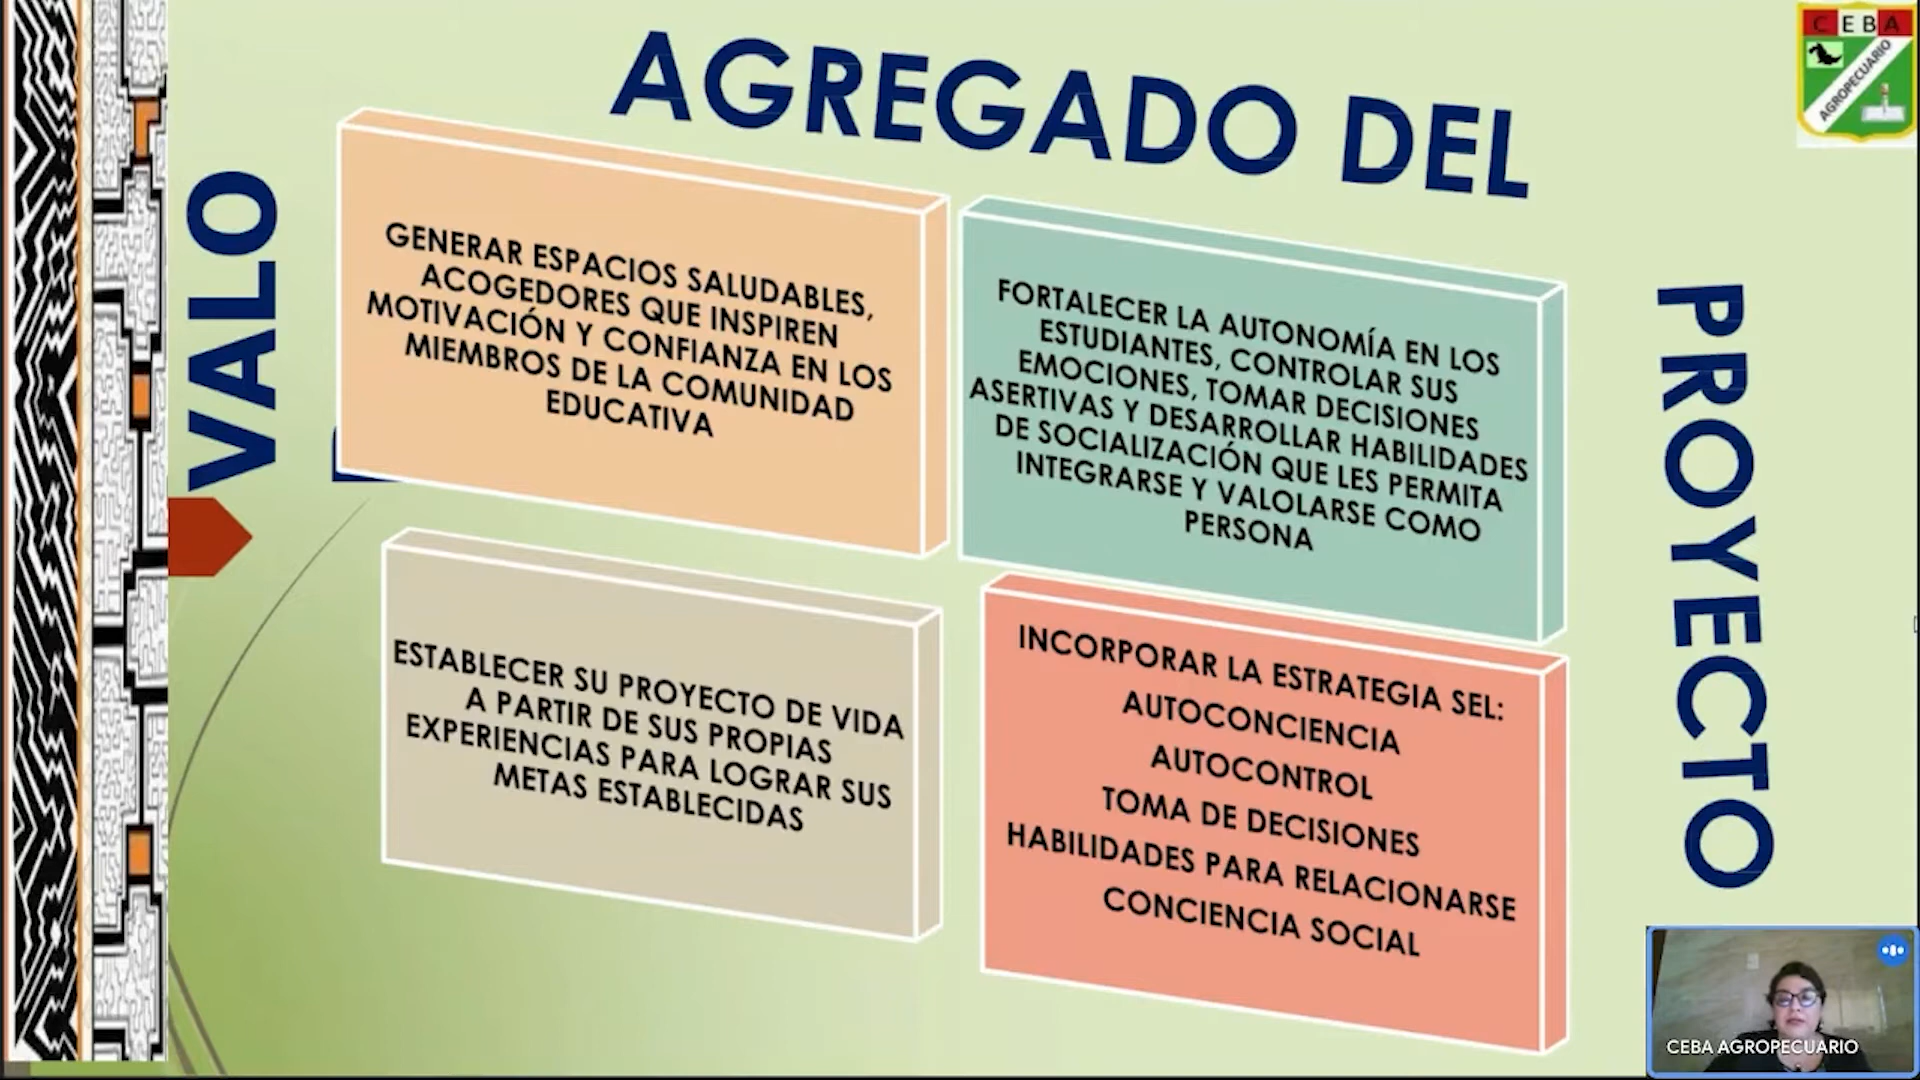 AGREGADO DEL
VALO
PROYECTO
CEBA
AGROPECUARIO
GENERAR ESPACIOS SALUDABLES,
ACOGEDORES QUE INSPIREN
MOTIVACIÓN Y CONFIANZA EN LOS
MIEMBROS DE LA COMUNIDAD
EDUCATIVA
FORTALECER LA AUTONOMÍA EN LOS
ESTUDIANTES, CONTROLAR SUS
EMOCIONES, TOMAR DECISIONES
ASERTIVAS Y DESARROLLAR HABILIDADES
DE SOCIALIZACIÓN QUE LES PERMITA
INTEGRARSE Y VALOLARSE COMO
PERSONA
ESTABLECER SU PROYECTO DE VIDA
A PARTIR DE SUS PROPIAS
EXPERIENCIAS PARA LOGRAR SUS
METAS ESTABLECIDAS
INCORPORAR LA ESTRATEGIA SEL:
AUTOCONCIENCIA
AUTOCONTROL
TOMA DE DECISIONES
HABILIDADES PARA RELACIONARSE
CONCIENCIA SOCIAL
CEBA AGROPECUARIO